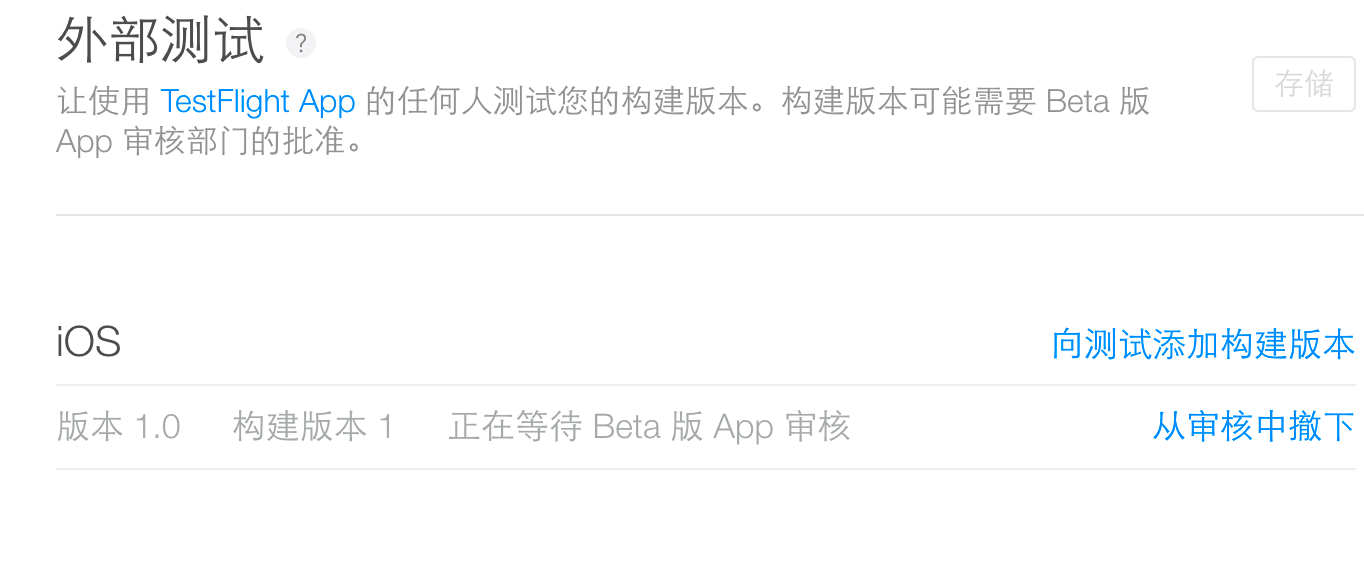 外部测试 ?
存储
让使用 TestFlight App 的任何人测试您的构建版本。构建版本可能需要 Beta 版
App 审核部门的批准。
iOS 向测试添加构建版本
版本 1.0 构建版本 1 正在等待 Beta 版 App 审核 从审核中撤下